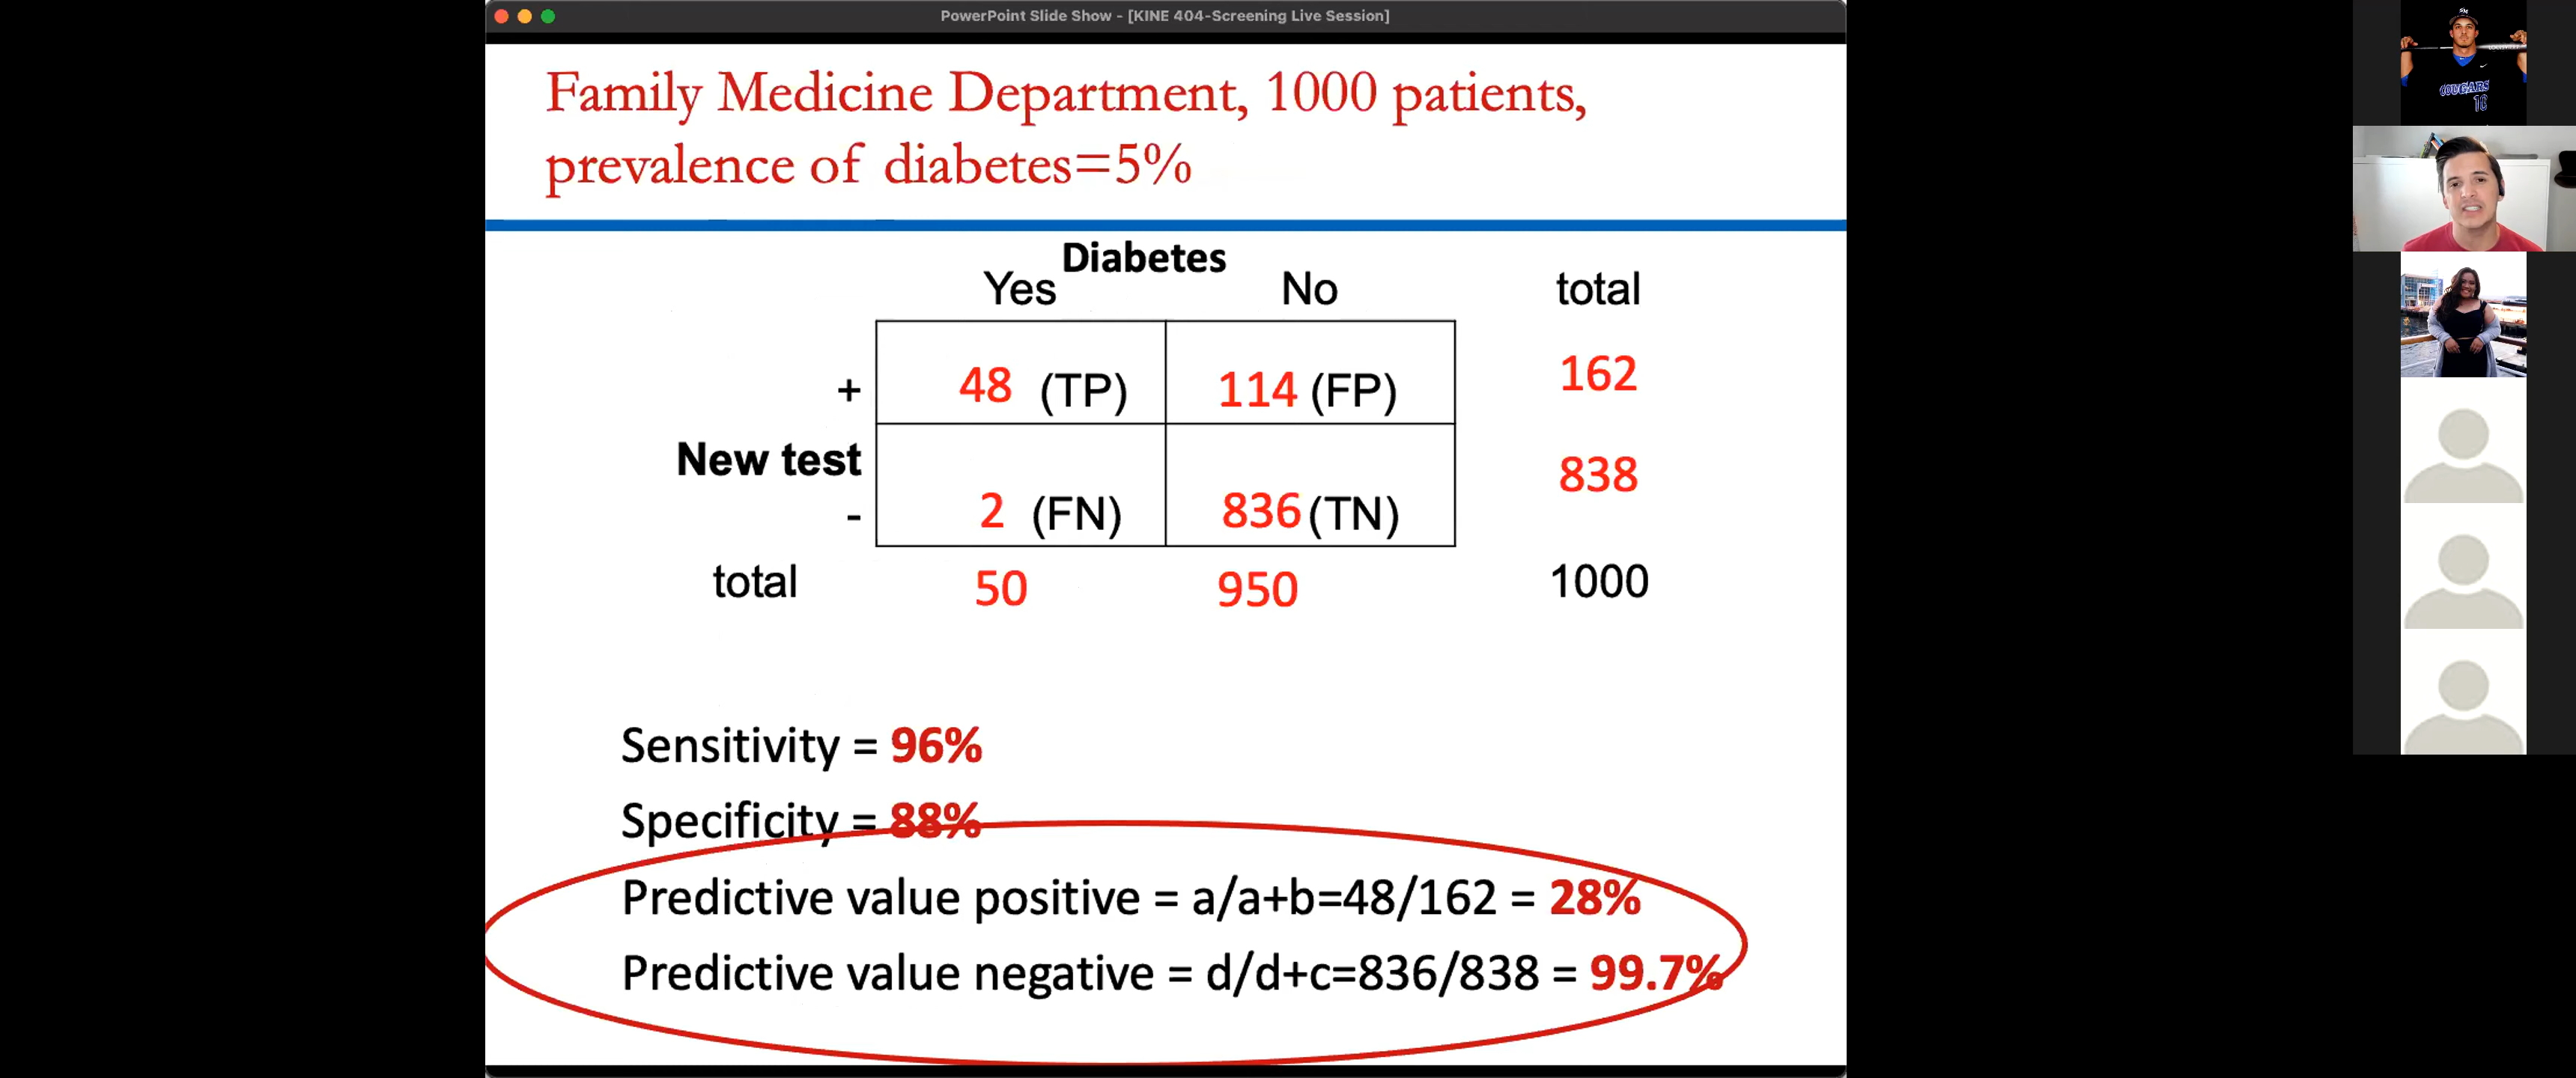 PowerPoint Slide Show - [KINE 404-Screening Live Session]
Family Medicine Department, 1000 patients,
prevalence of diabetes=5%
Diabetes
Yes No total
+ 48 (TP) 114 (FP) 162
New test 838
- 2 (FN) 836 (TN)
total 50 950 1000
Sensitivity = 96%
Specificity = 88%
Predictive value positive = a/a+b=48/162 = 28%
Predictive value negative = d/d+c=836/838 = 99.7%
COUGARS